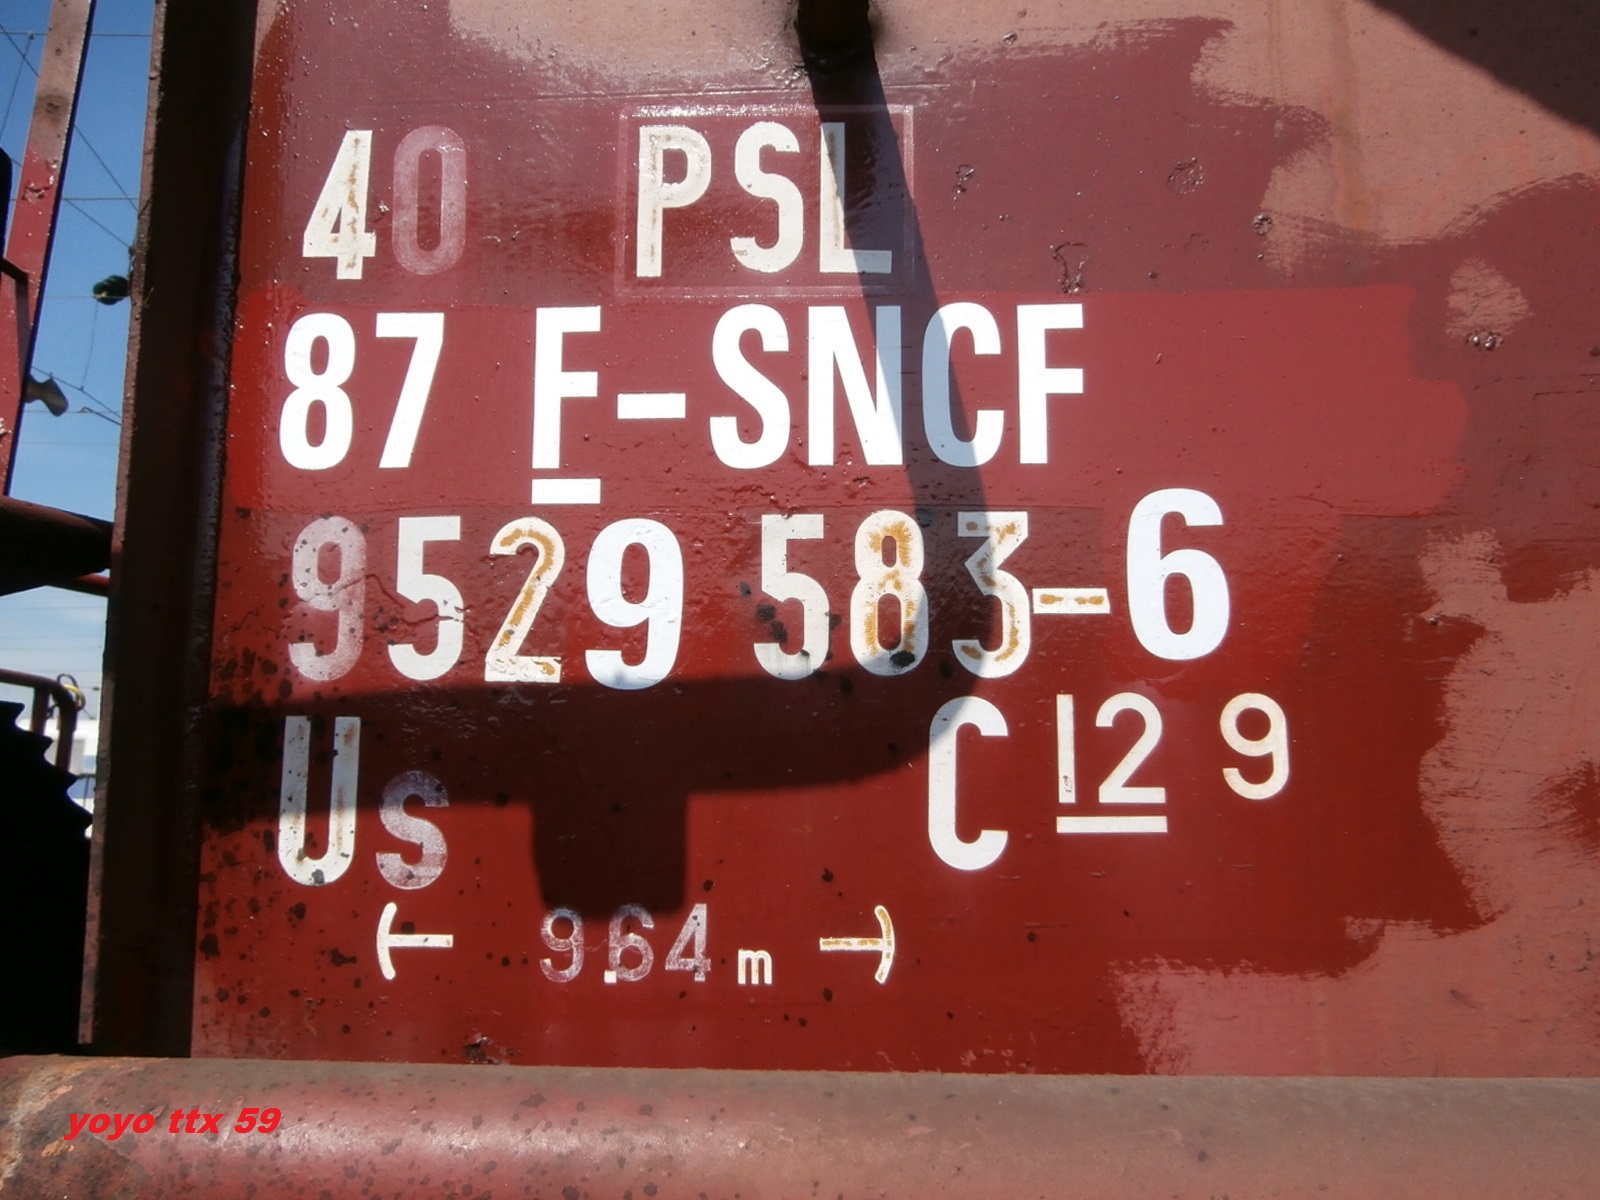 40 PSL
87 F-SNCF
9529 583-6
Us C 12 9
9.64 m
yoyo ttx 59